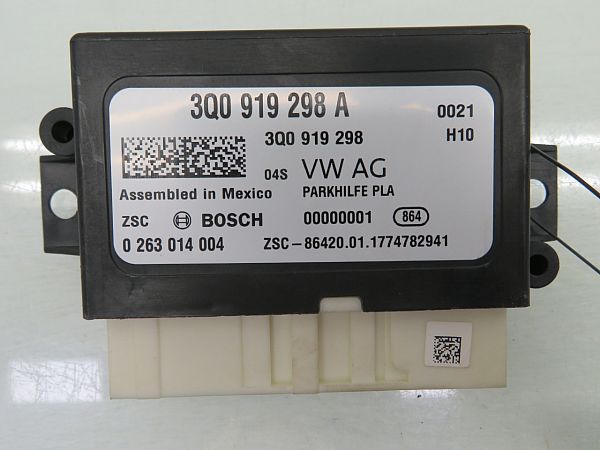 3Q0 919 298 A 0021
3Q0 919 298 H10
04S VW AG
Assembled in Mexico PARKHILFE PLA
ZSC BOSCH 00000001 864
0 263 014 004 ZSC-86420.01.1774782941